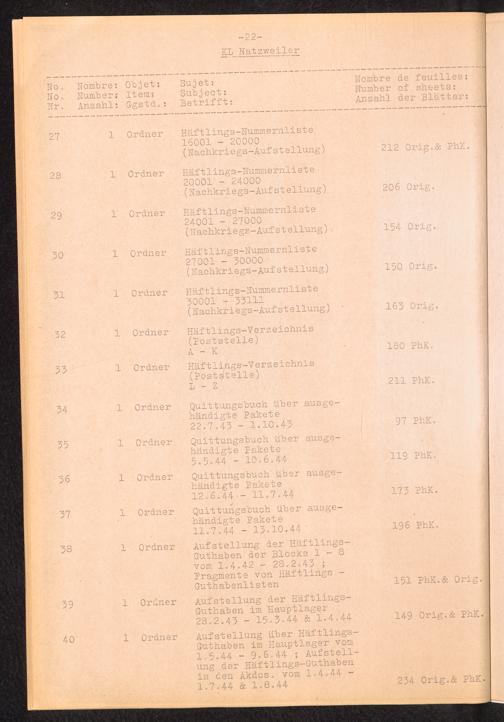 -22-
KL Natzweiler
No. Nombre: Objet: Sujet: Nombre de feuilles:
No. Number: Item: Subject: Number of sheets:
Nr. Anzahl: Ggstd.: Betrifft: Anzahl der Blätter:
27 1 Ordner Häftlings-Nummernliste
16001 - 20000
(Nachkriegs-Aufstellung) 212 Orig.& PhK.
28 1 Ordner Häftlings-Nummernliste
20001 - 24000
(Nachkriegs-Aufstellung) 206 Orig.
29 1 Ordner Häftlings-Nummernliste
24001 - 27000
(Nachkriegs-Aufstellung) 154 Orig.
30 1 Ordner Häftlings-Nummernliste
27001 - 30000
(Nachkriegs-Aufstellung) 150 Orig.
31 1 Ordner Häftlings-Nummernliste
30001 - 33111
(Nachkriegs-Aufstellung) 163 Orig.
32 1 Ordner Häftlings-Verzeichnis
(Poststelle)
A - K 180 PhK.
33 1 Ordner Häftlings-Verzeichnis
(Poststelle)
L - Z 211 PhK.
34 1 Ordner Quittungsbuch über ausge-
händigte Pakete
22.7.43 - 1.10.43 97 PhK.
35 1 Ordner Quittungsbuch über ausge-
händigte Pakete
5.5.44 - 10.6.44 119 PhK.
36 1 Ordner Quittungsbuch über ausge-
händigte Pakete
12.6.44 - 11.7.44 173 PhK.
37 1 Ordner Quittungsbuch über ausge-
händigte Pakete
11.7.44 - 13.10.44 196 PhK.
38 1 Ordner Aufstellung der Häftlings-
Guthaben der Blocks 1 - 8
vom 1.4.42 - 28.2.43 ;
Fragmente von Häftlings -
Guthabenlisten 151 PhK.& Orig.
39 1 Ordner Aufstellung der Häftlings-
Guthaben im Hauptlager
28.2.43 - 15.3.44 & 1.4.44 149 Orig.& PhK.
40 1 Ordner Aufstellung über Häftlings-
Guthaben im Hauptlager vom
1.5.44 - 9.6.44 ; Aufstell-
ung der Häftlings-Guthaben
in den Akdos. vom 1.4.44 -
1.7.44 & 1.8.44 234 Orig.& PhK.